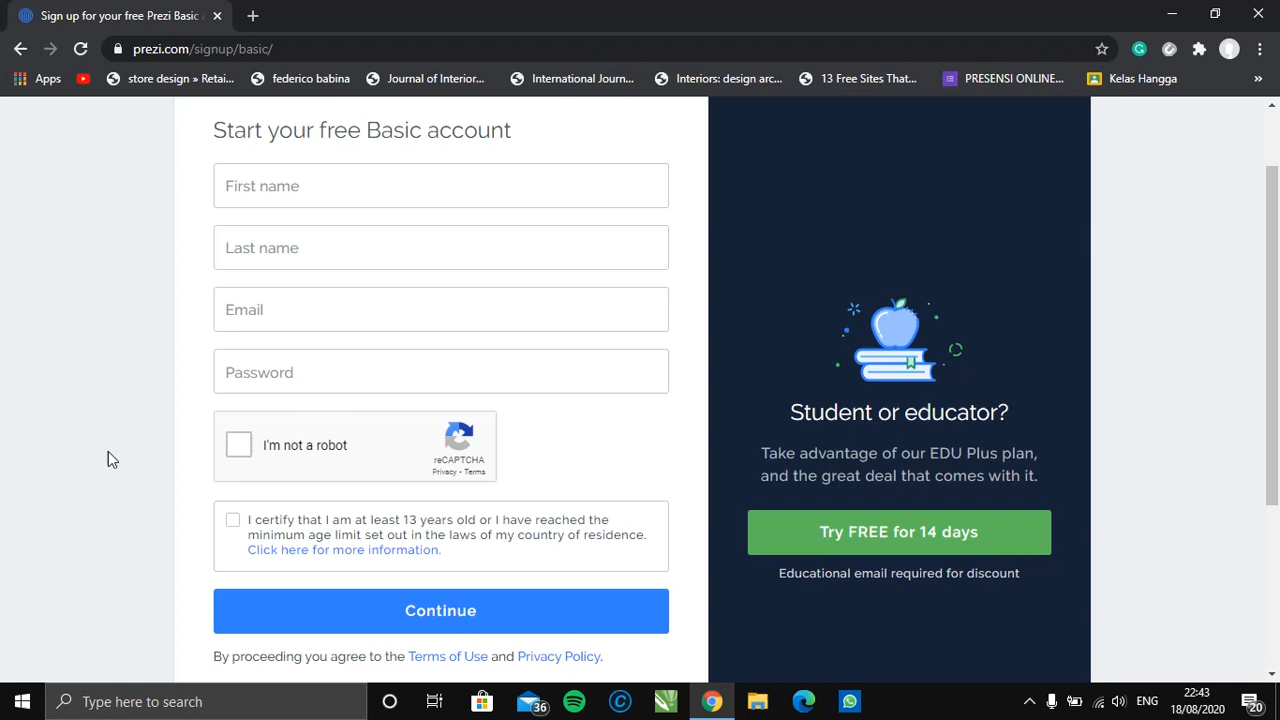 Sign up for your free Prezi Basic a
prezi.com/signup/basic/
Apps
store design » Retai...
federico babina
Journal of Interior...
International Journ...
Interiors: design arc...
13 Free Sites That...
PRESENSI ONLINE...
Kelas Hangga
»
Start your free Basic account
First name
Last name
Email
Password
I'm not a robot
reCAPTCHA
Privacy • Terms
I certify that I am at least 13 years old or I have reached the
minimum age limit set out in the laws of my country of residence.
Click here for more information.
Continue
By proceeding you agree to the Terms of Use and Privacy Policy.
Student or educator?
Take advantage of our EDU Plus plan,
and the great deal that comes with it.
Try FREE for 14 days
Educational email required for discount
Type here to search
36
ENG
22:43
18/08/2020
20